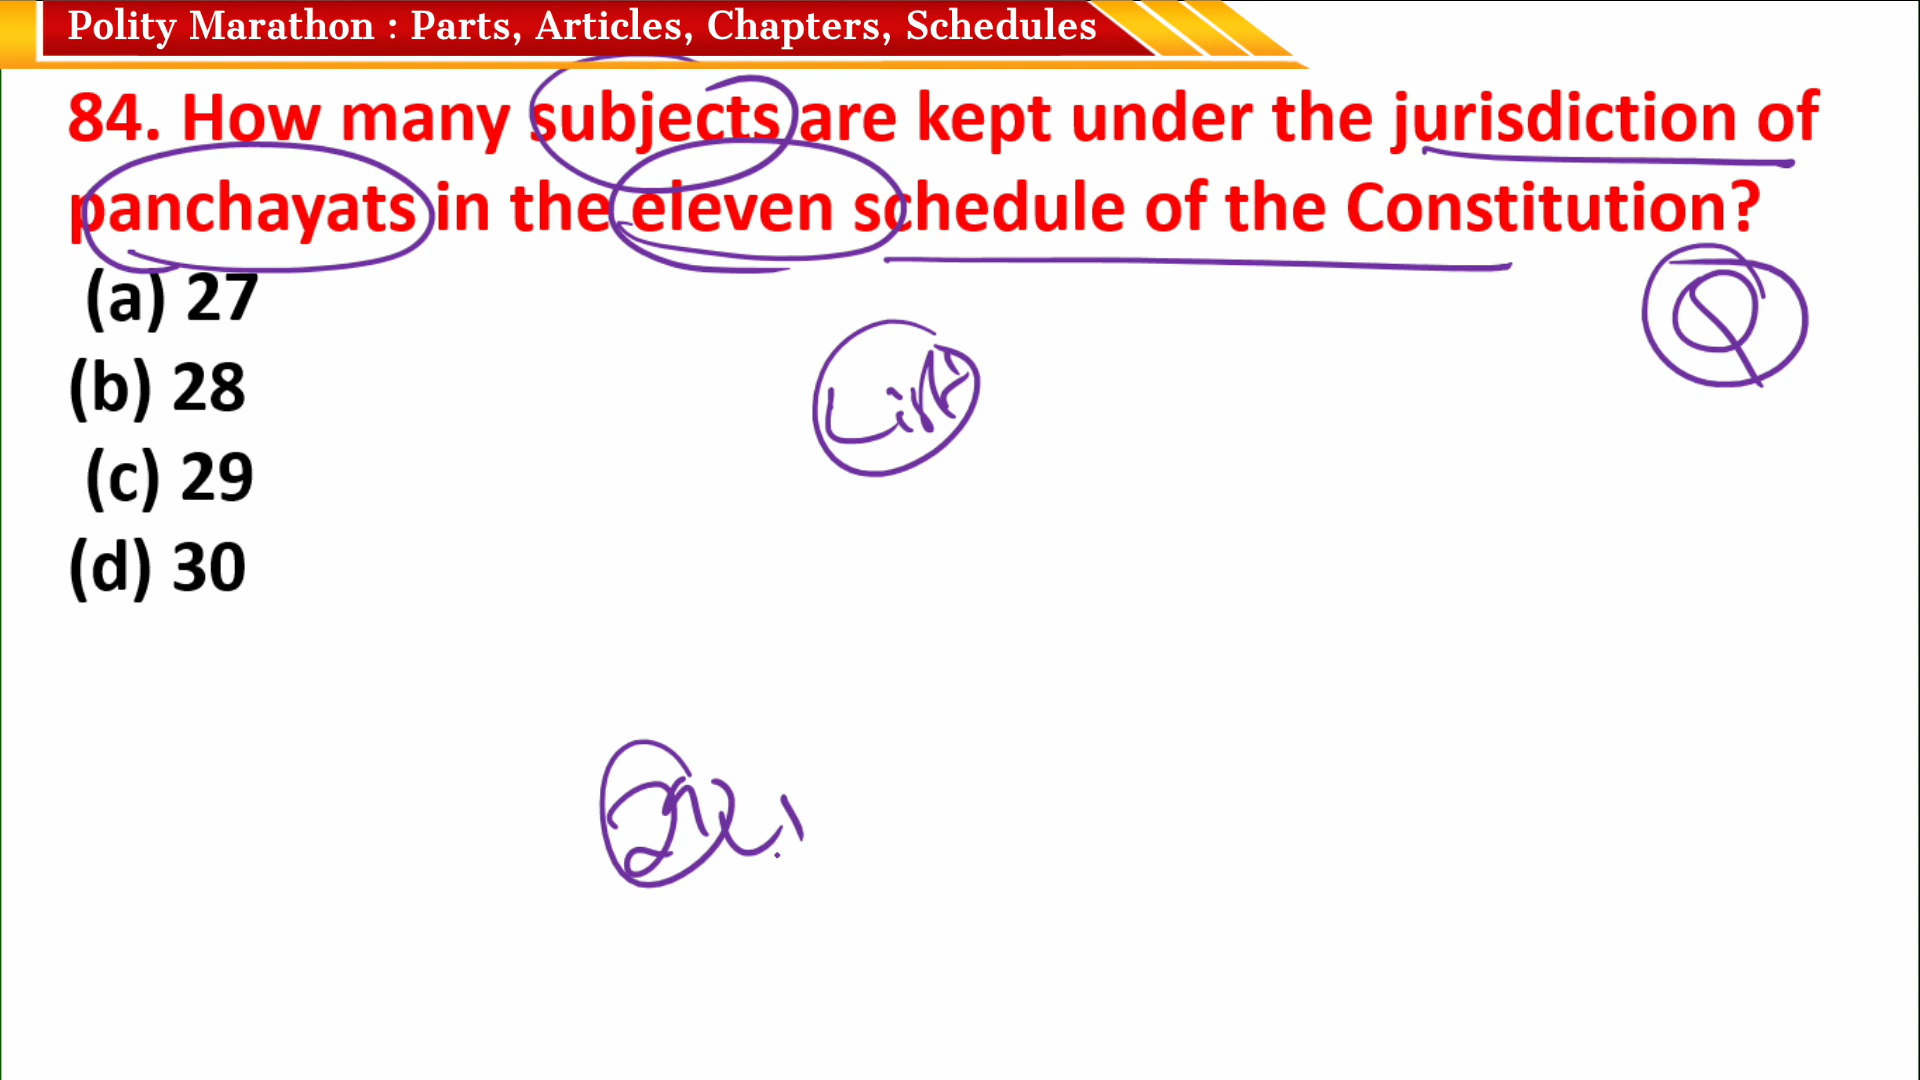 Polity Marathon : Parts, Articles, Chapters, Schedules
84. How many subjects are kept under the jurisdiction of
panchayats in the eleven schedule of the Constitution?
(a) 27
(b) 28
(c) 29
(d) 30